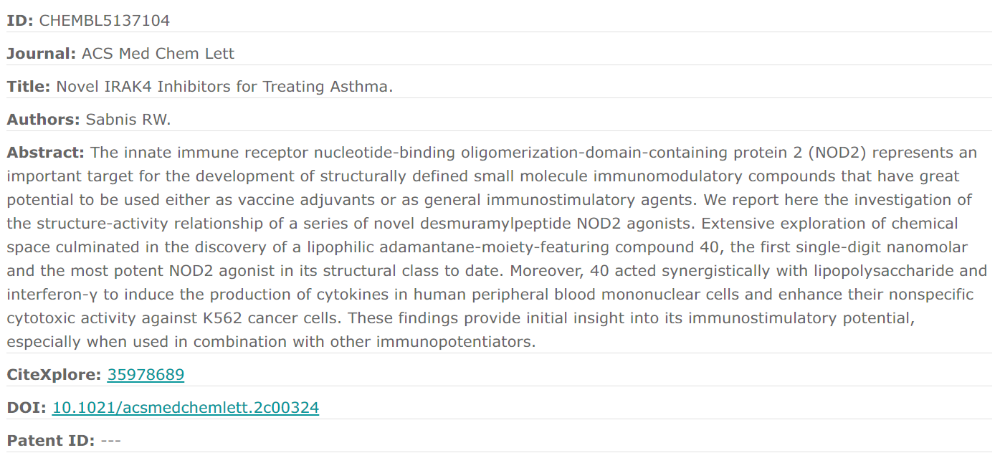 ID: CHEMBL5137104
Journal: ACS Med Chem Lett
Title: Novel IRAK4 Inhibitors for Treating Asthma.
Authors: Sabnis RW.
Abstract: The innate immune receptor nucleotide-binding oligomerization-domain-containing protein 2 (NOD2) represents an
important target for the development of structurally defined small molecule immunomodulatory compounds that have great
potential to be used either as vaccine adjuvants or as general immunostimulatory agents. We report here the investigation of
the structure-activity relationship of a series of novel desmuramylpeptide NOD2 agonists. Extensive exploration of chemical
space culminated in the discovery of a lipophilic adamantane-moiety-featuring compound 40, the first single-digit nanomolar
and the most potent NOD2 agonist in its structural class to date. Moreover, 40 acted synergistically with lipopolysaccharide and
interferon-γ to induce the production of cytokines in human peripheral blood mononuclear cells and enhance their nonspecific
cytotoxic activity against K562 cancer cells. These findings provide initial insight into its immunostimulatory potential,
especially when used in combination with other immunopotentiators.
CiteXplore: 35978689
DOI: 10.1021/acsmedchemlett.2c00324
Patent ID: ---